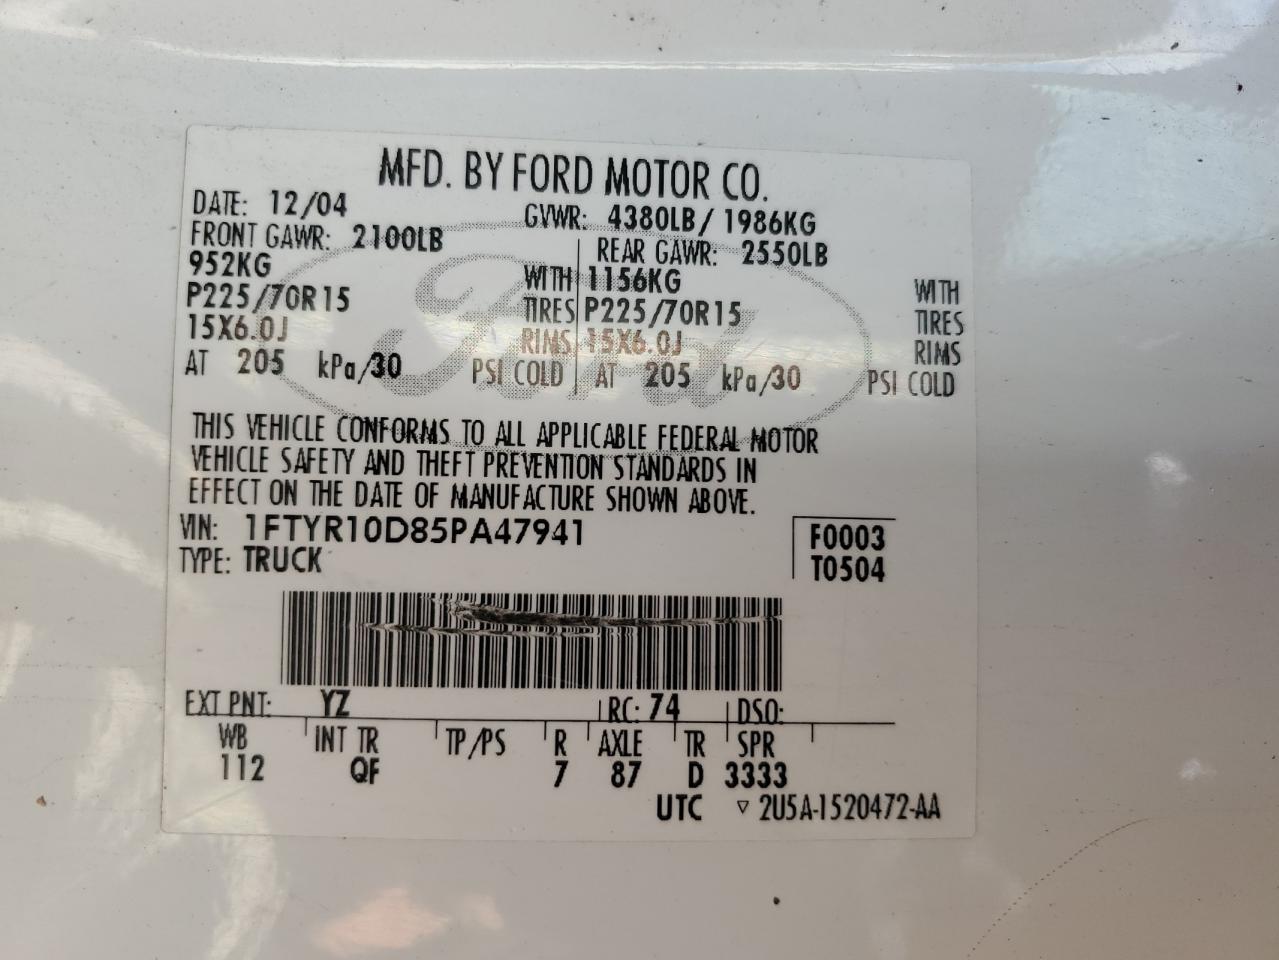 MFD. BY FORD MOTOR CO.
DATE: 12/04 GVWR: 4380LB/ 1986KG
FRONT GAWR: 2100LB REAR GAWR: 2550LB
952KG WITH 1156KG WITH
P225/70R15 TIRES P225/70R15 TIRES
15X6.0J RIMS 15X6.0J RIMS
AT 205 kPa/30 PSI COLD AT 205 kPa/30 PSI COLD
Ford
THIS VEHICLE CONFORMS TO ALL APPLICABLE FEDERAL MOTOR
VEHICLE SAFETY AND THEFT PREVENTION STANDARDS IN
EFFECT ON THE DATE OF MANUFACTURE SHOWN ABOVE.
VIN: 1FTYR10D85PA47941 F0003
TYPE: TRUCK T0504
EXT PNT: YZ RC: 74 DSO:
WB INT TR TP/PS R AXLE TR SPR
112 QF 7 87 D 3333
UTC ▽ 2U5A-1520472-AA